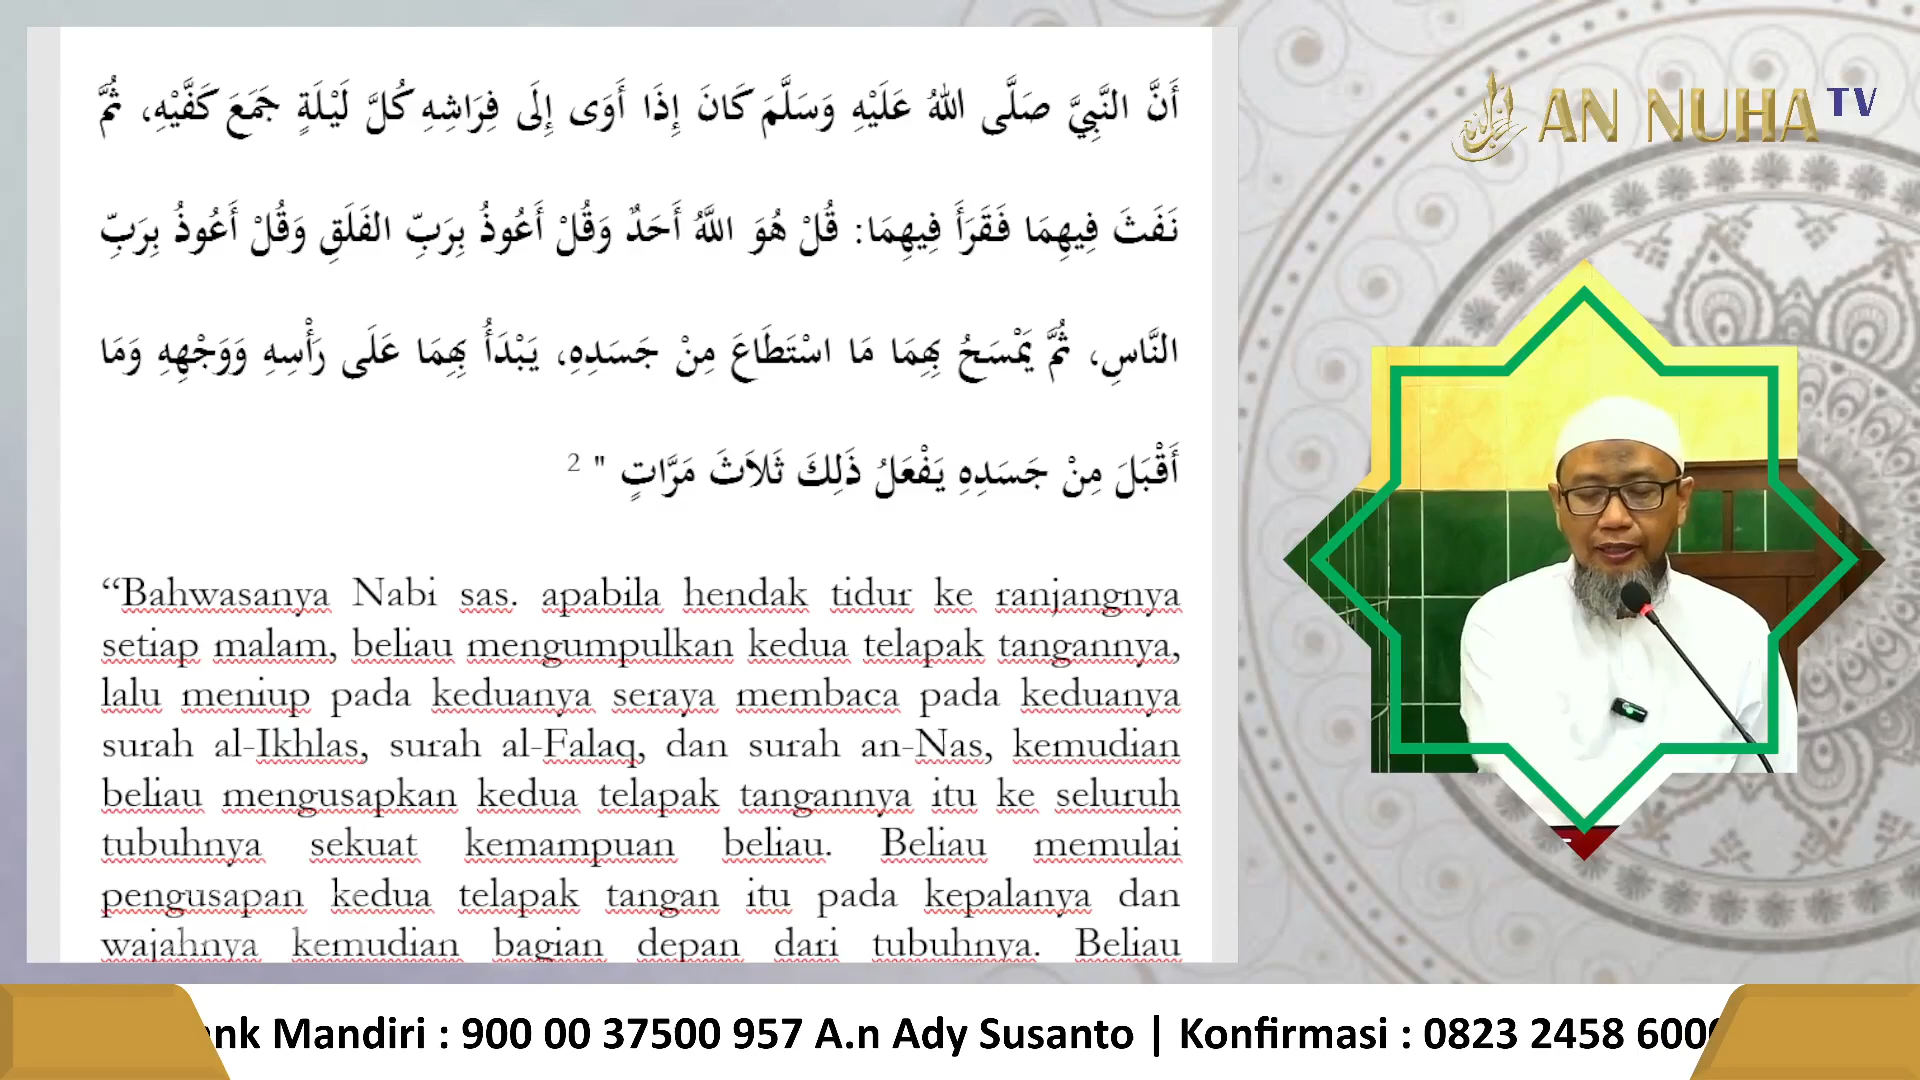 أَنَّ النَّبِيَّ صَلَّى اللهُ عَلَيْهِ وَسَلَّمَ كَانَ إِذَا أَوَى إِلَى فِرَاشِهِ كُلَّ لَيْلَةٍ جَمَعَ كَفَّيْهِ، ثُمَّ
نَفَثَ فِيهِمَا فَقَرَأَ فِيهِمَا: قُلْ هُوَ اللَّهُ أَحَدٌ وَقُلْ أَعُوذُ بِرَبِّ الفَلَقِ وَقُلْ أَعُوذُ بِرَبِّ
النَّاسِ، ثُمَّ يَمْسَحُ بِهِمَا مَا اسْتَطَاعَ مِنْ جَسَدِهِ، يَبْدَأُ بِهِمَا عَلَى رَأْسِهِ وَوَجْهِهِ وَمَا
أَقْبَلَ مِنْ جَسَدِهِ يَفْعَلُ ذَلِكَ ثَلاَثَ مَرَّاتٍ " 2
“Bahwasanya Nabi sas. apabila hendak tidur ke ranjangnya
setiap malam, beliau mengumpulkan kedua telapak tangannya,
lalu meniup pada keduanya seraya membaca pada keduanya
surah al-Ikhlas, surah al-Falaq, dan surah an-Nas, kemudian
beliau mengusapkan kedua telapak tangannya itu ke seluruh
tubuhnya sekuat kemampuan beliau. Beliau memulai
pengusapan kedua telapak tangan itu pada kepalanya dan
wajahnya kemudian bagian depan dari tubuhnya. Beliau
AN NUHA TV
Mandiri : 900 00 37500 957 A.n Ady Susanto | Konfirmasi : 0823 2458 600